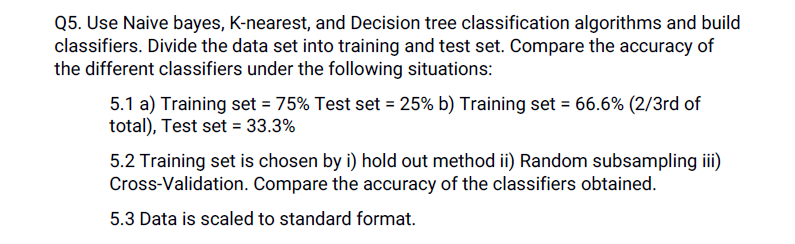 Q5. Use Naive bayes, K-nearest, and Decision tree classification algorithms and build
classifiers. Divide the data set into training and test set. Compare the accuracy of
the different classifiers under the following situations:
5.1 a) Training set = 75% Test set = 25% b) Training set = 66.6% (2/3rd of
total), Test set = 33.3%
5.2 Training set is chosen by i) hold out method ii) Random subsampling iii)
Cross-Validation. Compare the accuracy of the classifiers obtained.
5.3 Data is scaled to standard format.